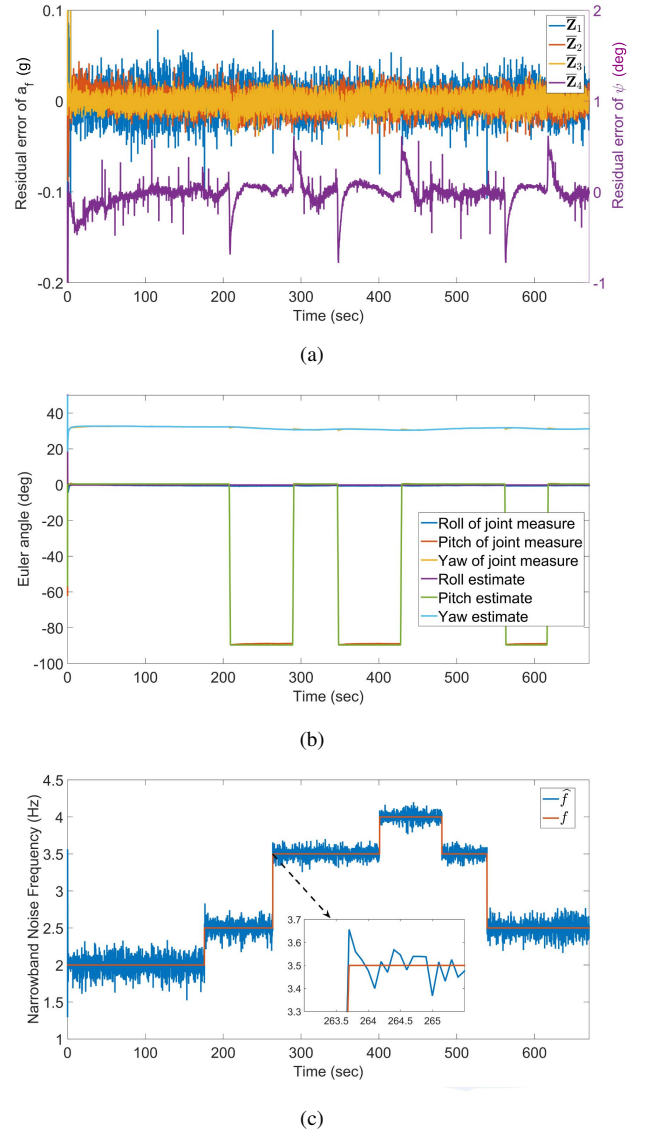 0.1
0
-0.1
-0.2
Residual error of a_f (g)
2
1
0
-1
Residual error of ψ (deg)
Z̅₁
Z̅₂
Z̅₃
Z̅₄
0 100 200 300 400 500 600
Time (sec)
(a)
40
20
0
-20
-40
-60
-80
-100
Euler angle (deg)
Roll of joint measure
Pitch of joint measure
Yaw of joint measure
Roll estimate
Pitch estimate
Yaw estimate
0 100 200 300 400 500 600
Time (sec)
(b)
4.5
4
3.5
3
2.5
2
1.5
1
Narrowband Noise Frequency (Hz)
f̂
f
3.7
3.6
3.5
3.4
3.3
263.5 264 264.5 265
0 100 200 300 400 500 600
Time (sec)
(c)